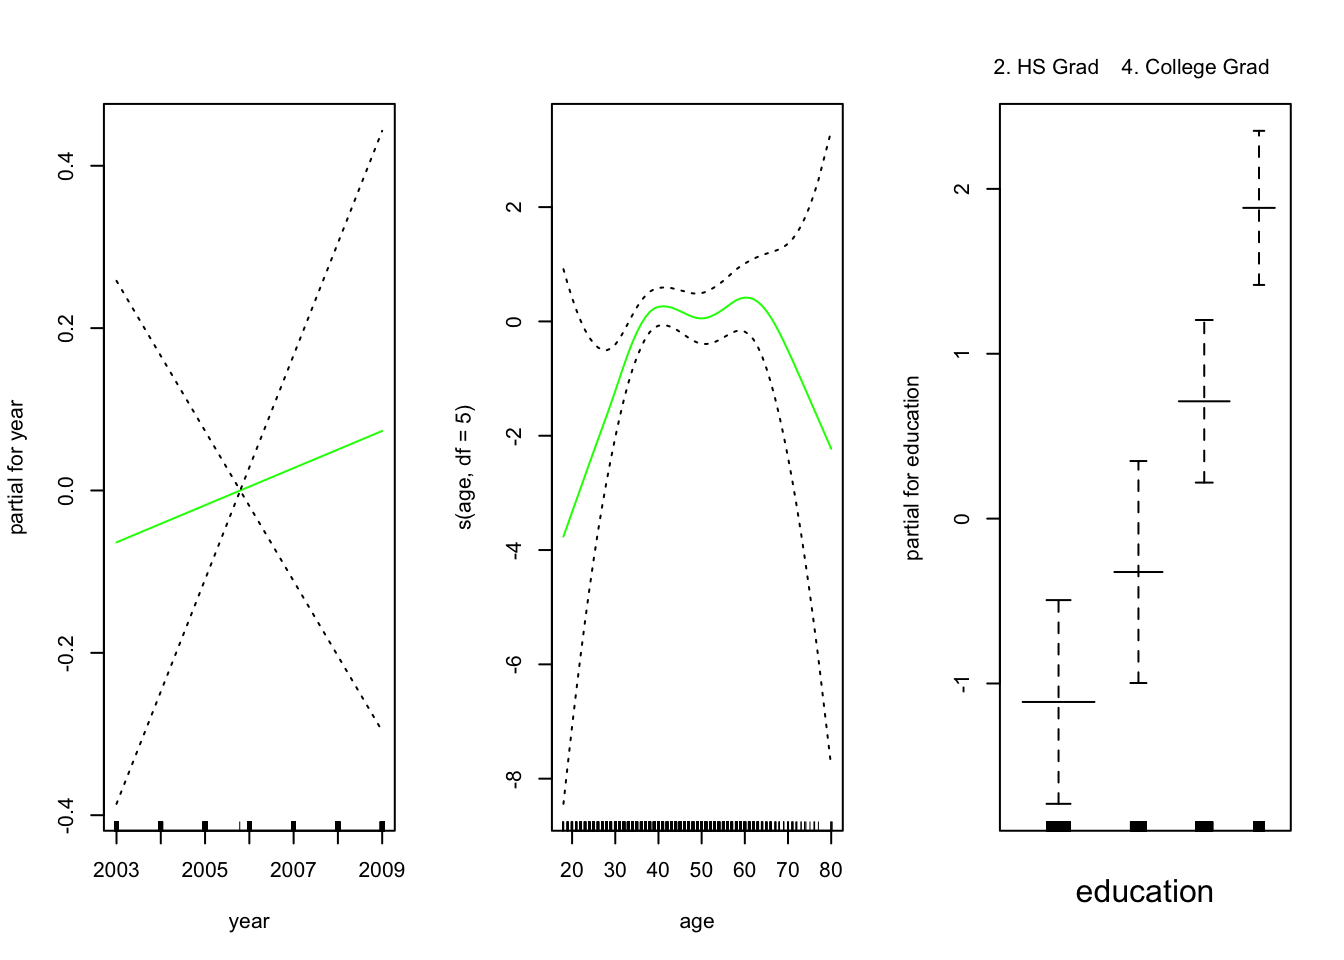 partial for year
0.4
0.2
0.0
-0.2
-0.4
2003 2005 2007 2009
year
s(age, df = 5)
2
0
-2
-4
-6
-8
20 30 40 50 60 70 80
age
2. HS Grad 4. College Grad
partial for education
2
1
0
-1
education